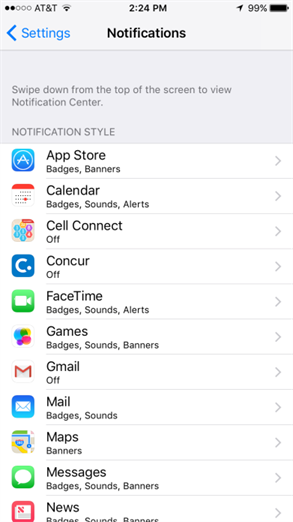 AT&T 2:24 PM 99%
Settings Notifications
Swipe down from the top of the screen to view
Notification Center.
NOTIFICATION STYLE
App Store
Badges, Banners
Calendar
Badges, Sounds, Alerts
Cell Connect
Off
Concur
Off
FaceTime
Badges, Sounds, Alerts
Games
Badges, Sounds, Banners
Gmail
Off
Mail
Badges, Sounds
Maps
Banners
Messages
Badges, Sounds, Banners
News
Badges, Sounds, Banners